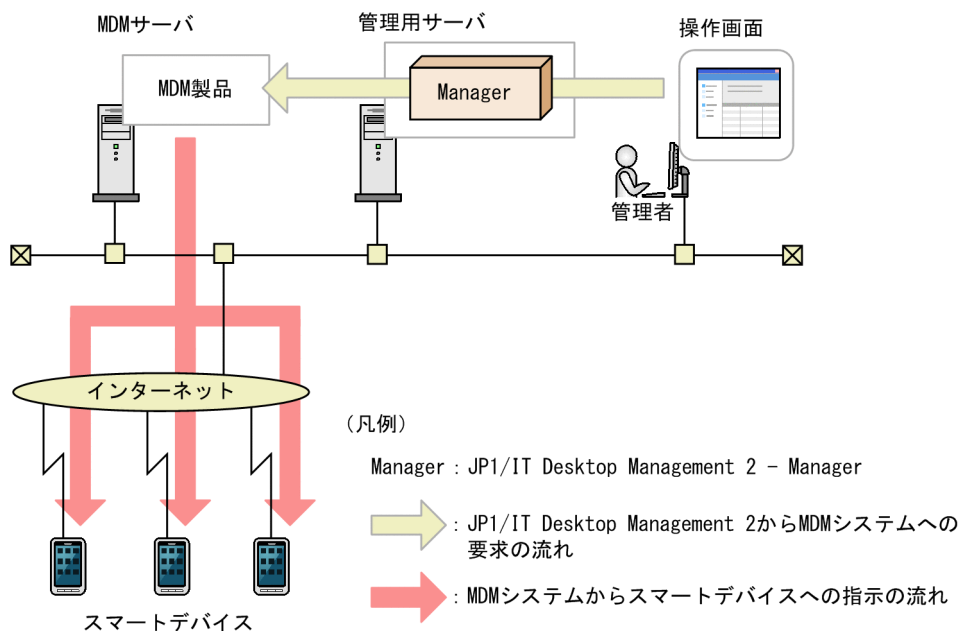 MDMサーバ
管理用サーバ
操作画面
MDM製品
Manager
管理者
インターネット
スマートデバイス
(凡例)
Manager : JP1/IT Desktop Management 2 - Manager
: JP1/IT Desktop Management 2からMDMシステムへの
要求の流れ
: MDMシステムからスマートデバイスへの指示の流れ